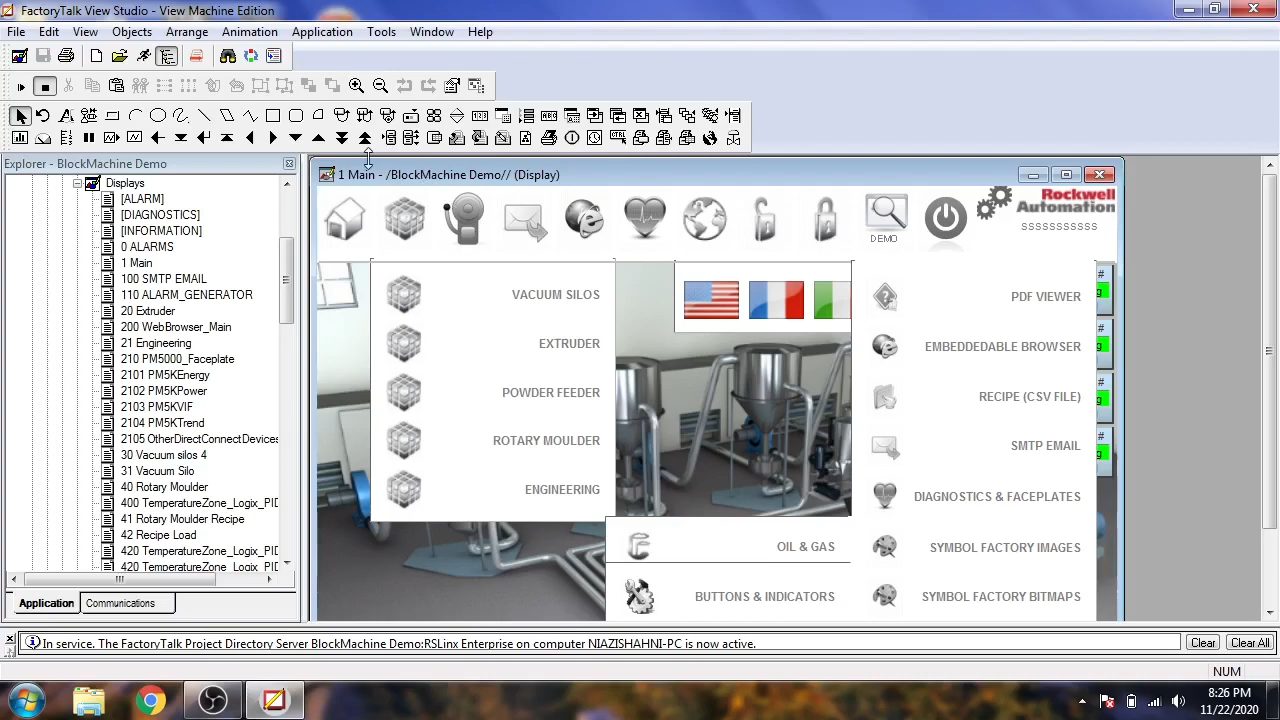 FactoryTalk View Studio - View Machine Edition
File Edit View Objects Arrange Animation Application Tools Window Help
Explorer - BlockMachine Demo
Displays
[ALARM]
[DIAGNOSTICS]
[INFORMATION]
0 ALARMS
1 Main
100 SMTP EMAIL
110 ALARM_GENERATOR
20 Extruder
200 WebBrowser_Main
21 Engineering
210 PM5000_Faceplate
2101 PM5KEnergy
2102 PM5KPower
2103 PM5KVIF
2104 PM5KTrend
2105 OtherDirectConnectDevices
30 Vacuum silos 4
31 Vacuum Silo
40 Rotary Moulder
400 TemperatureZone_Logix_PID
41 Rotary Moulder Recipe
42 Recipe Load
420 TemperatureZone_Logix_PID
420 TemperatureZone_Logix_PID
Application Communications
1 Main - /BlockMachine Demo// (Display)
DEMO
Rockwell
Automation
SSSSSSSSSSS
VACUUM SILOS
EXTRUDER
POWDER FEEDER
ROTARY MOULDER
ENGINEERING
OIL & GAS
BUTTONS & INDICATORS
PDF VIEWER
EMBEDDEDABLE BROWSER
RECIPE (CSV FILE)
SMTP EMAIL
DIAGNOSTICS & FACEPLATES
SYMBOL FACTORY IMAGES
SYMBOL FACTORY BITMAPS
#
g
#
g
#
g
#
g
In service. The FactoryTalk Project Directory Server BlockMachine Demo:RSLinx Enterprise on computer NIAZISHAHNI-PC is now active.
Clear Clear All
NUM
8:26 PM
11/22/2020